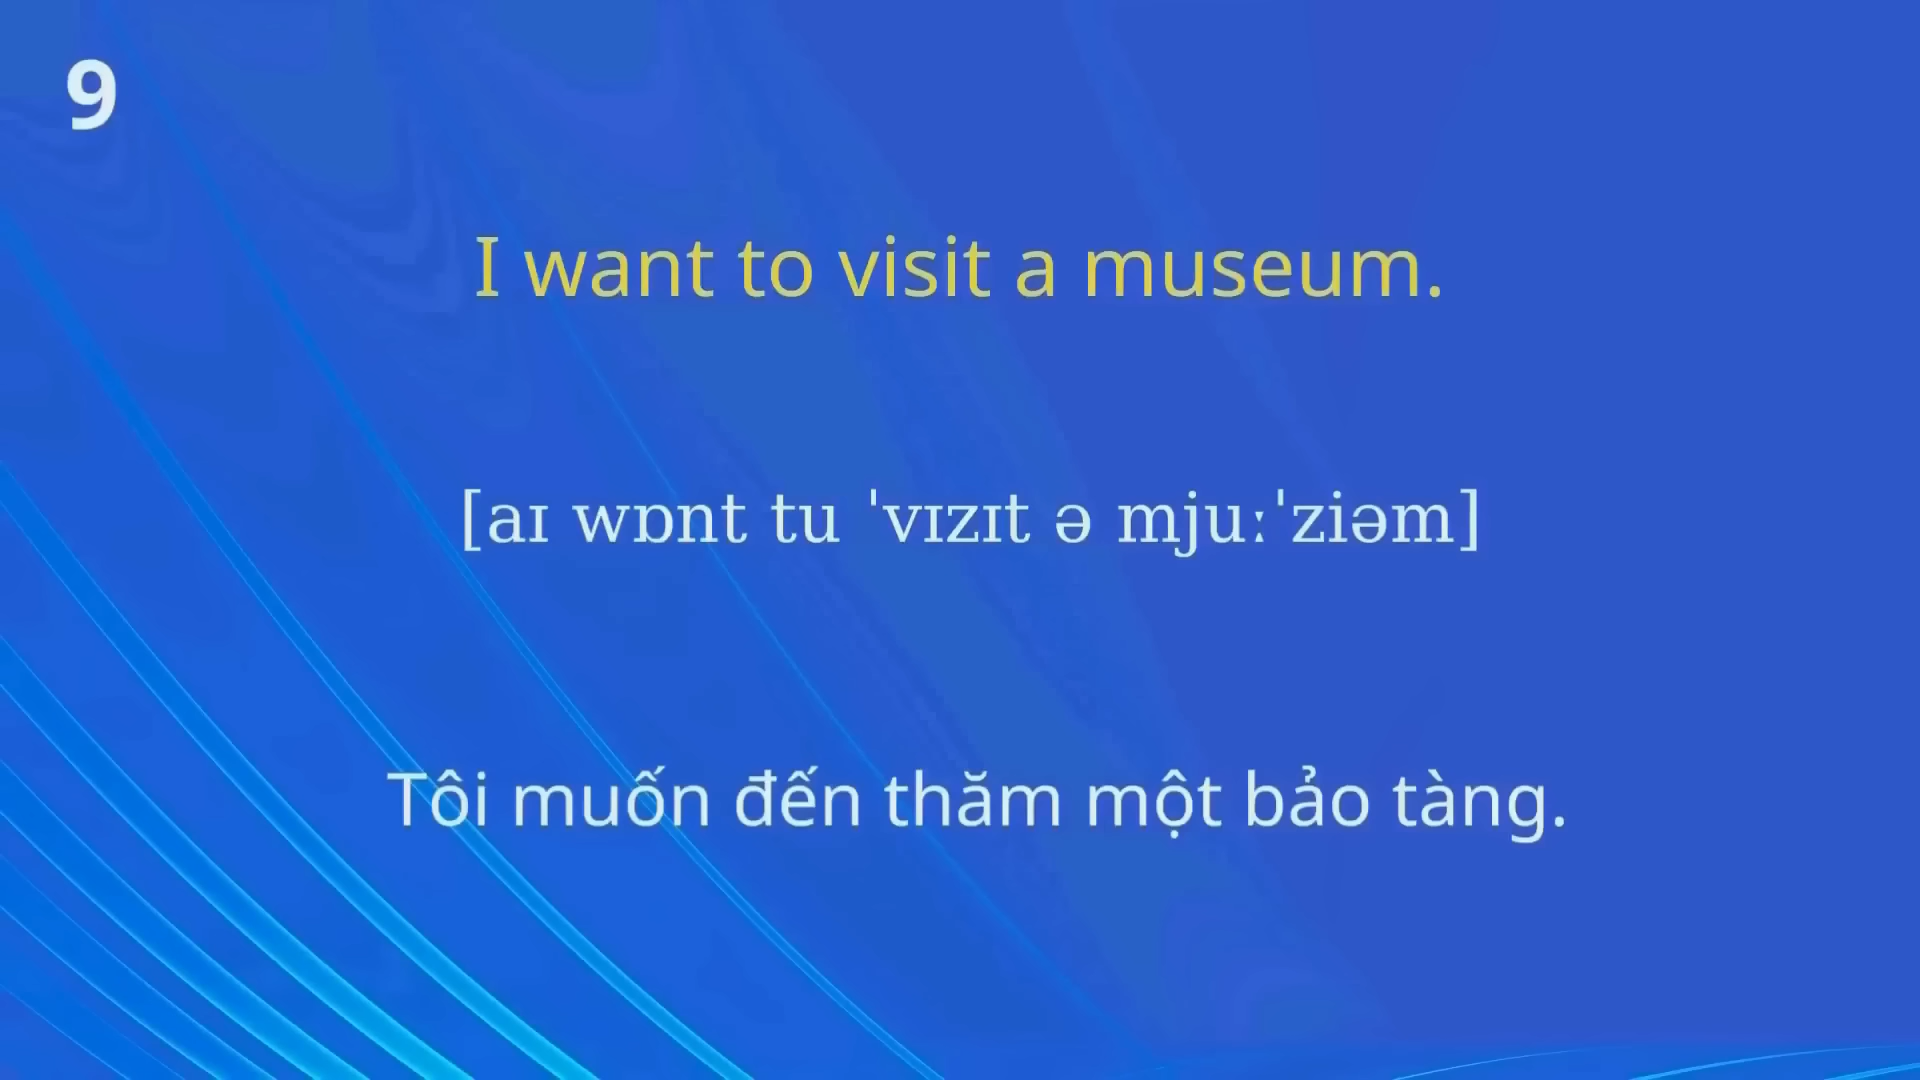 9
I want to visit a museum.
[aɪ wɒnt tu ˈvɪzɪt ə mjuːˈziəm]
Tôi muốn đến thăm một bảo tàng.